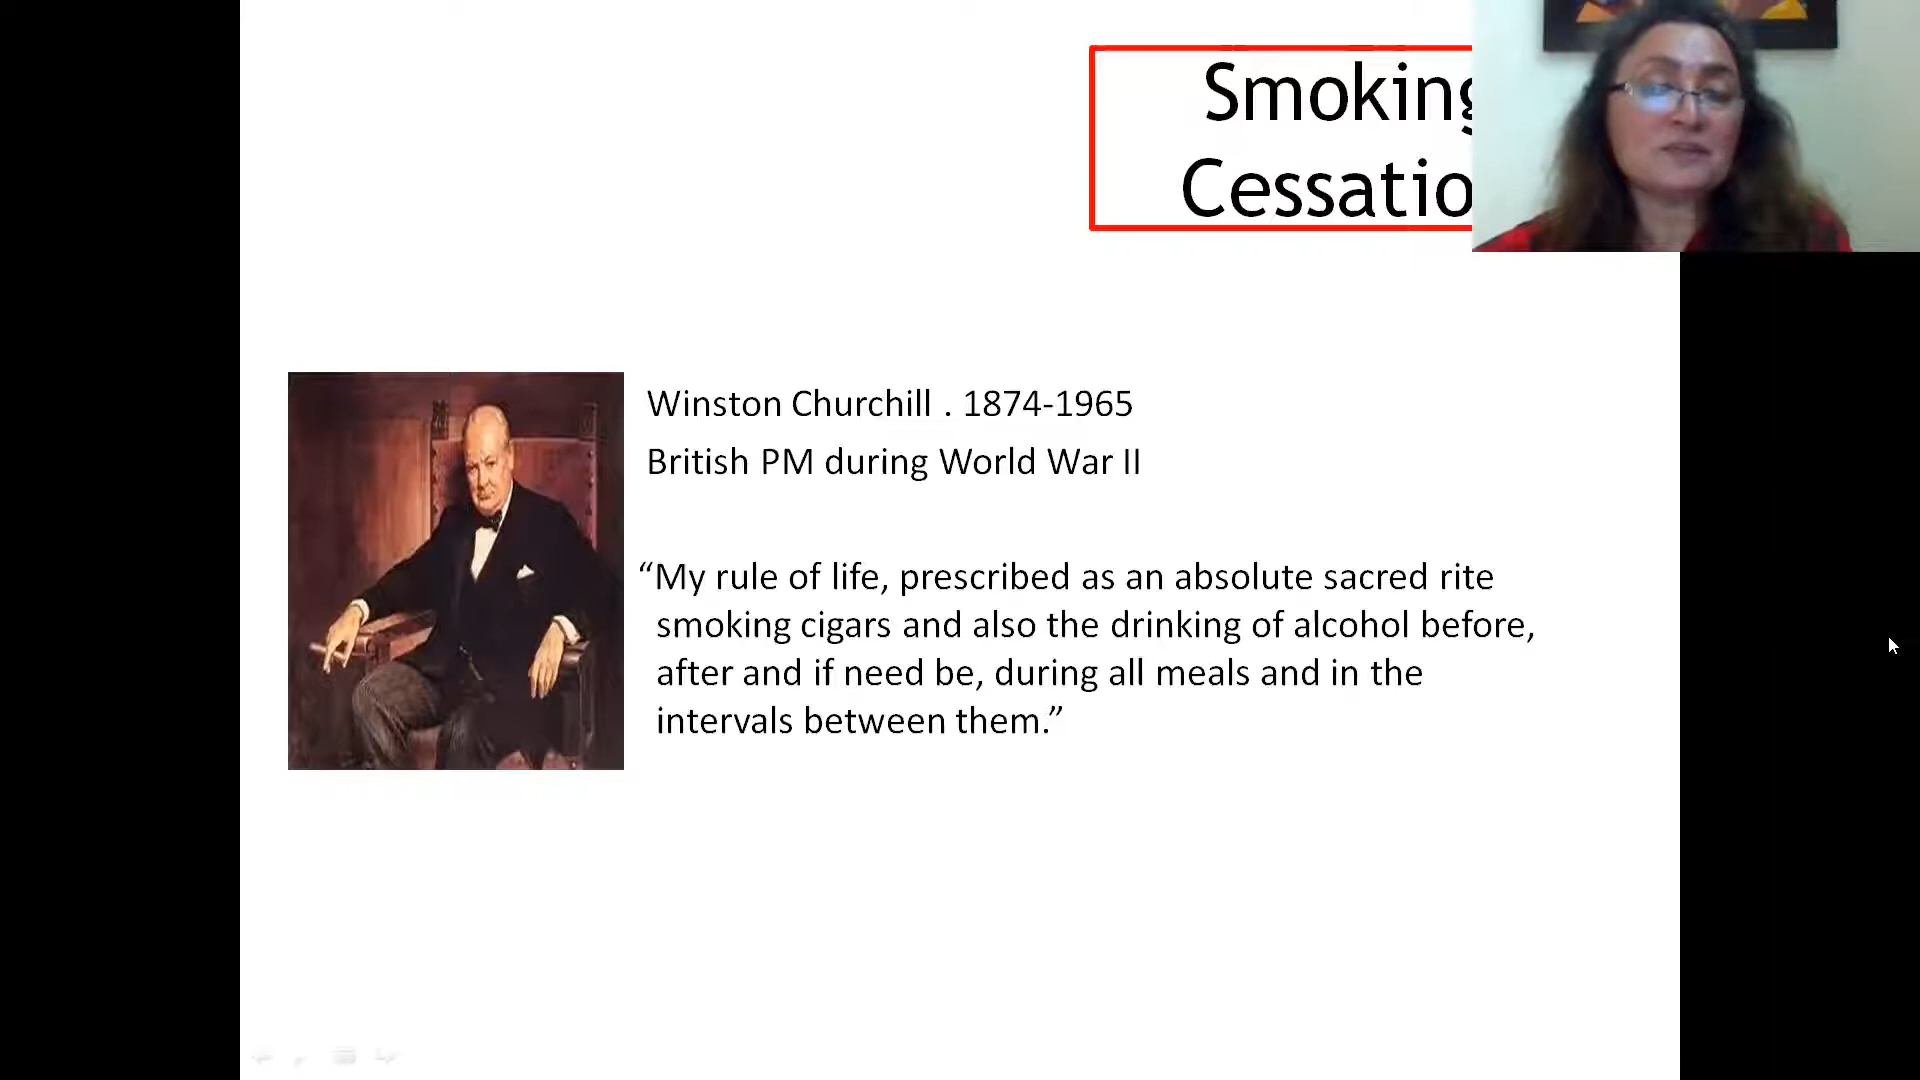 Smoking
Cessatio
Winston Churchill . 1874-1965
British PM during World War II
“My rule of life, prescribed as an absolute sacred rite
smoking cigars and also the drinking of alcohol before,
after and if need be, during all meals and in the
intervals between them.”